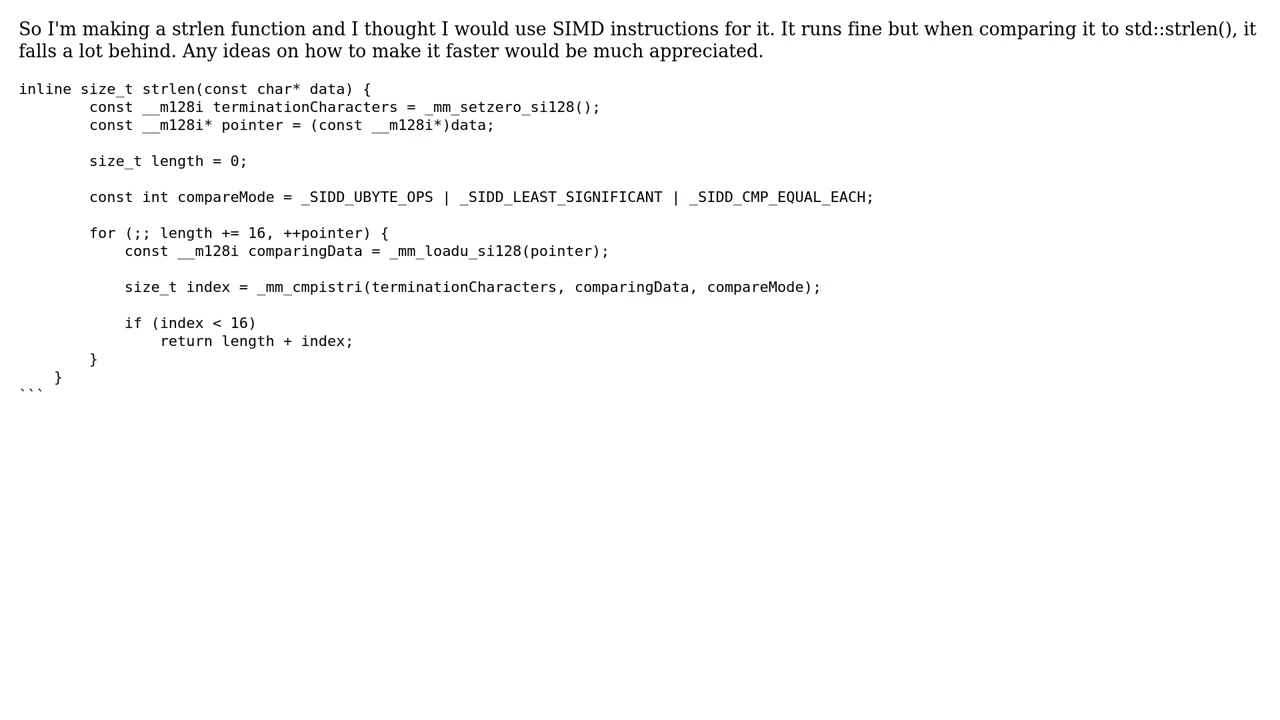 So I'm making a strlen function and I thought I would use SIMD instructions for it. It runs fine but when comparing it to std::strlen(), it
falls a lot behind. Any ideas on how to make it faster would be much appreciated.
inline size_t strlen(const char* data) {
        const __m128i terminationCharacters = _mm_setzero_si128();
        const __m128i* pointer = (const __m128i*)data;

        size_t length = 0;

        const int compareMode = _SIDD_UBYTE_OPS | _SIDD_LEAST_SIGNIFICANT | _SIDD_CMP_EQUAL_EACH;

        for (;; length += 16, ++pointer) {
            const __m128i comparingData = _mm_loadu_si128(pointer);

            size_t index = _mm_cmpistri(terminationCharacters, comparingData, compareMode);

            if (index < 16)
                return length + index;
        }
    }
```